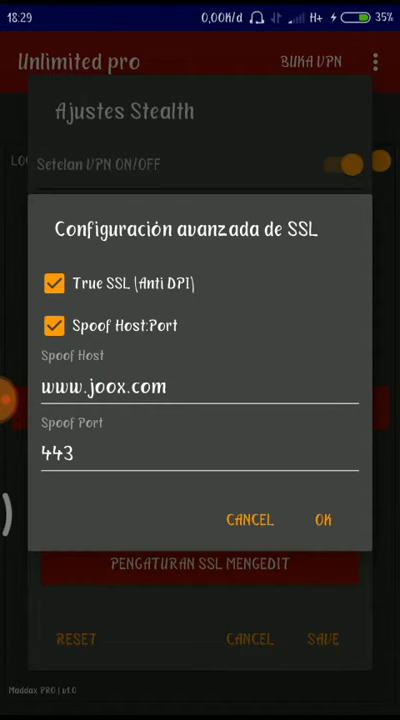 18:29 0,00K/d H+ 35%
Unlimited pro BUKA VPN
Ajustes Stealth
LOG
Setelan VPN ON/OFF
Configuración avanzada de SSL
True SSL (Anti DPI)
Spoof Host:Port
Spoof Host
www.joox.com
Spoof Port
443
CANCEL OK
PENGATURAN SSL MENGEDIT
RESET CANCEL SAVE
Maddax PRO | v1.0